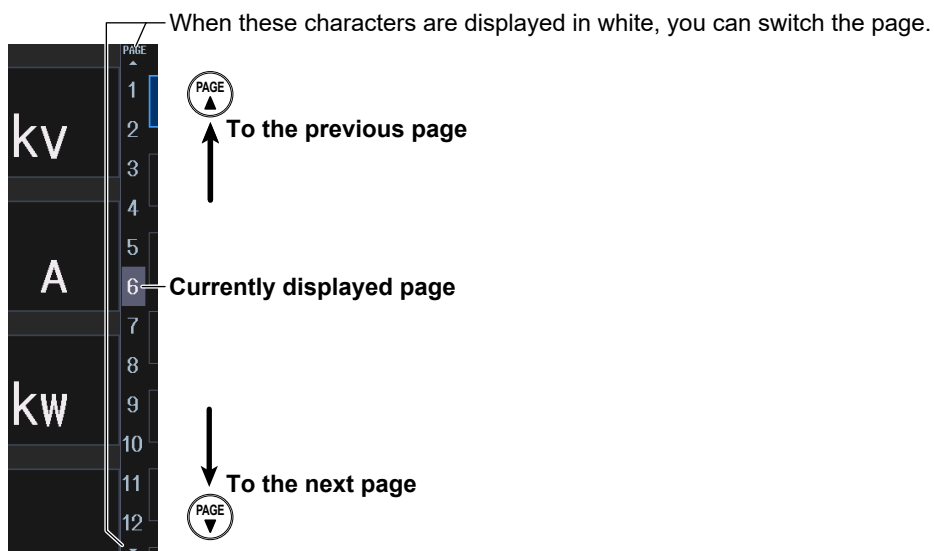 When these characters are displayed in white, you can switch the page.
PAGE
1
PAGE
2
To the previous page
kV
3
4
5
A
6
Currently displayed page
7
8
kW
9
10
11
To the next page
12
PAGE